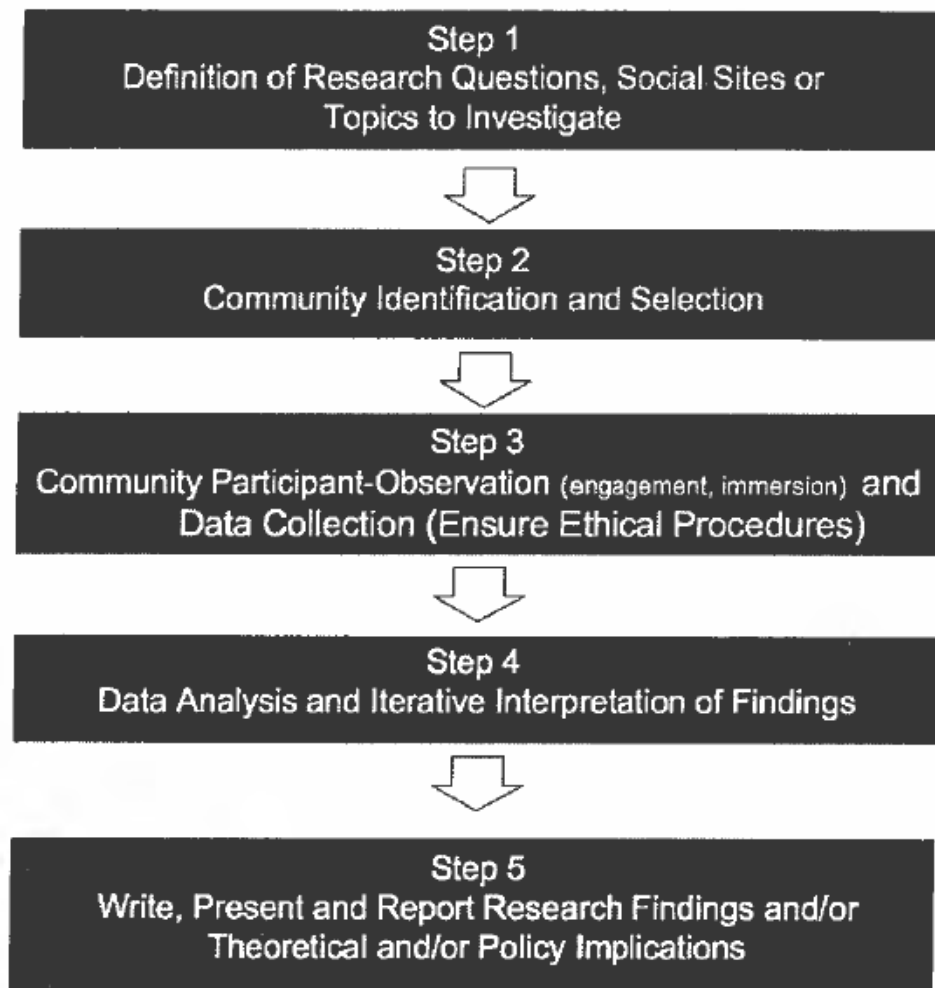 Step 1
Definition of Research Questions, Social Sites or
Topics to Investigate
Step 2
Community Identification and Selection
Step 3
Community Participant-Observation (engagement, immersion) and
Data Collection (Ensure Ethical Procedures)
Step 4
Data Analysis and Iterative Interpretation of Findings
Step 5
Write, Present and Report Research Findings and/or
Theoretical and/or Policy Implications